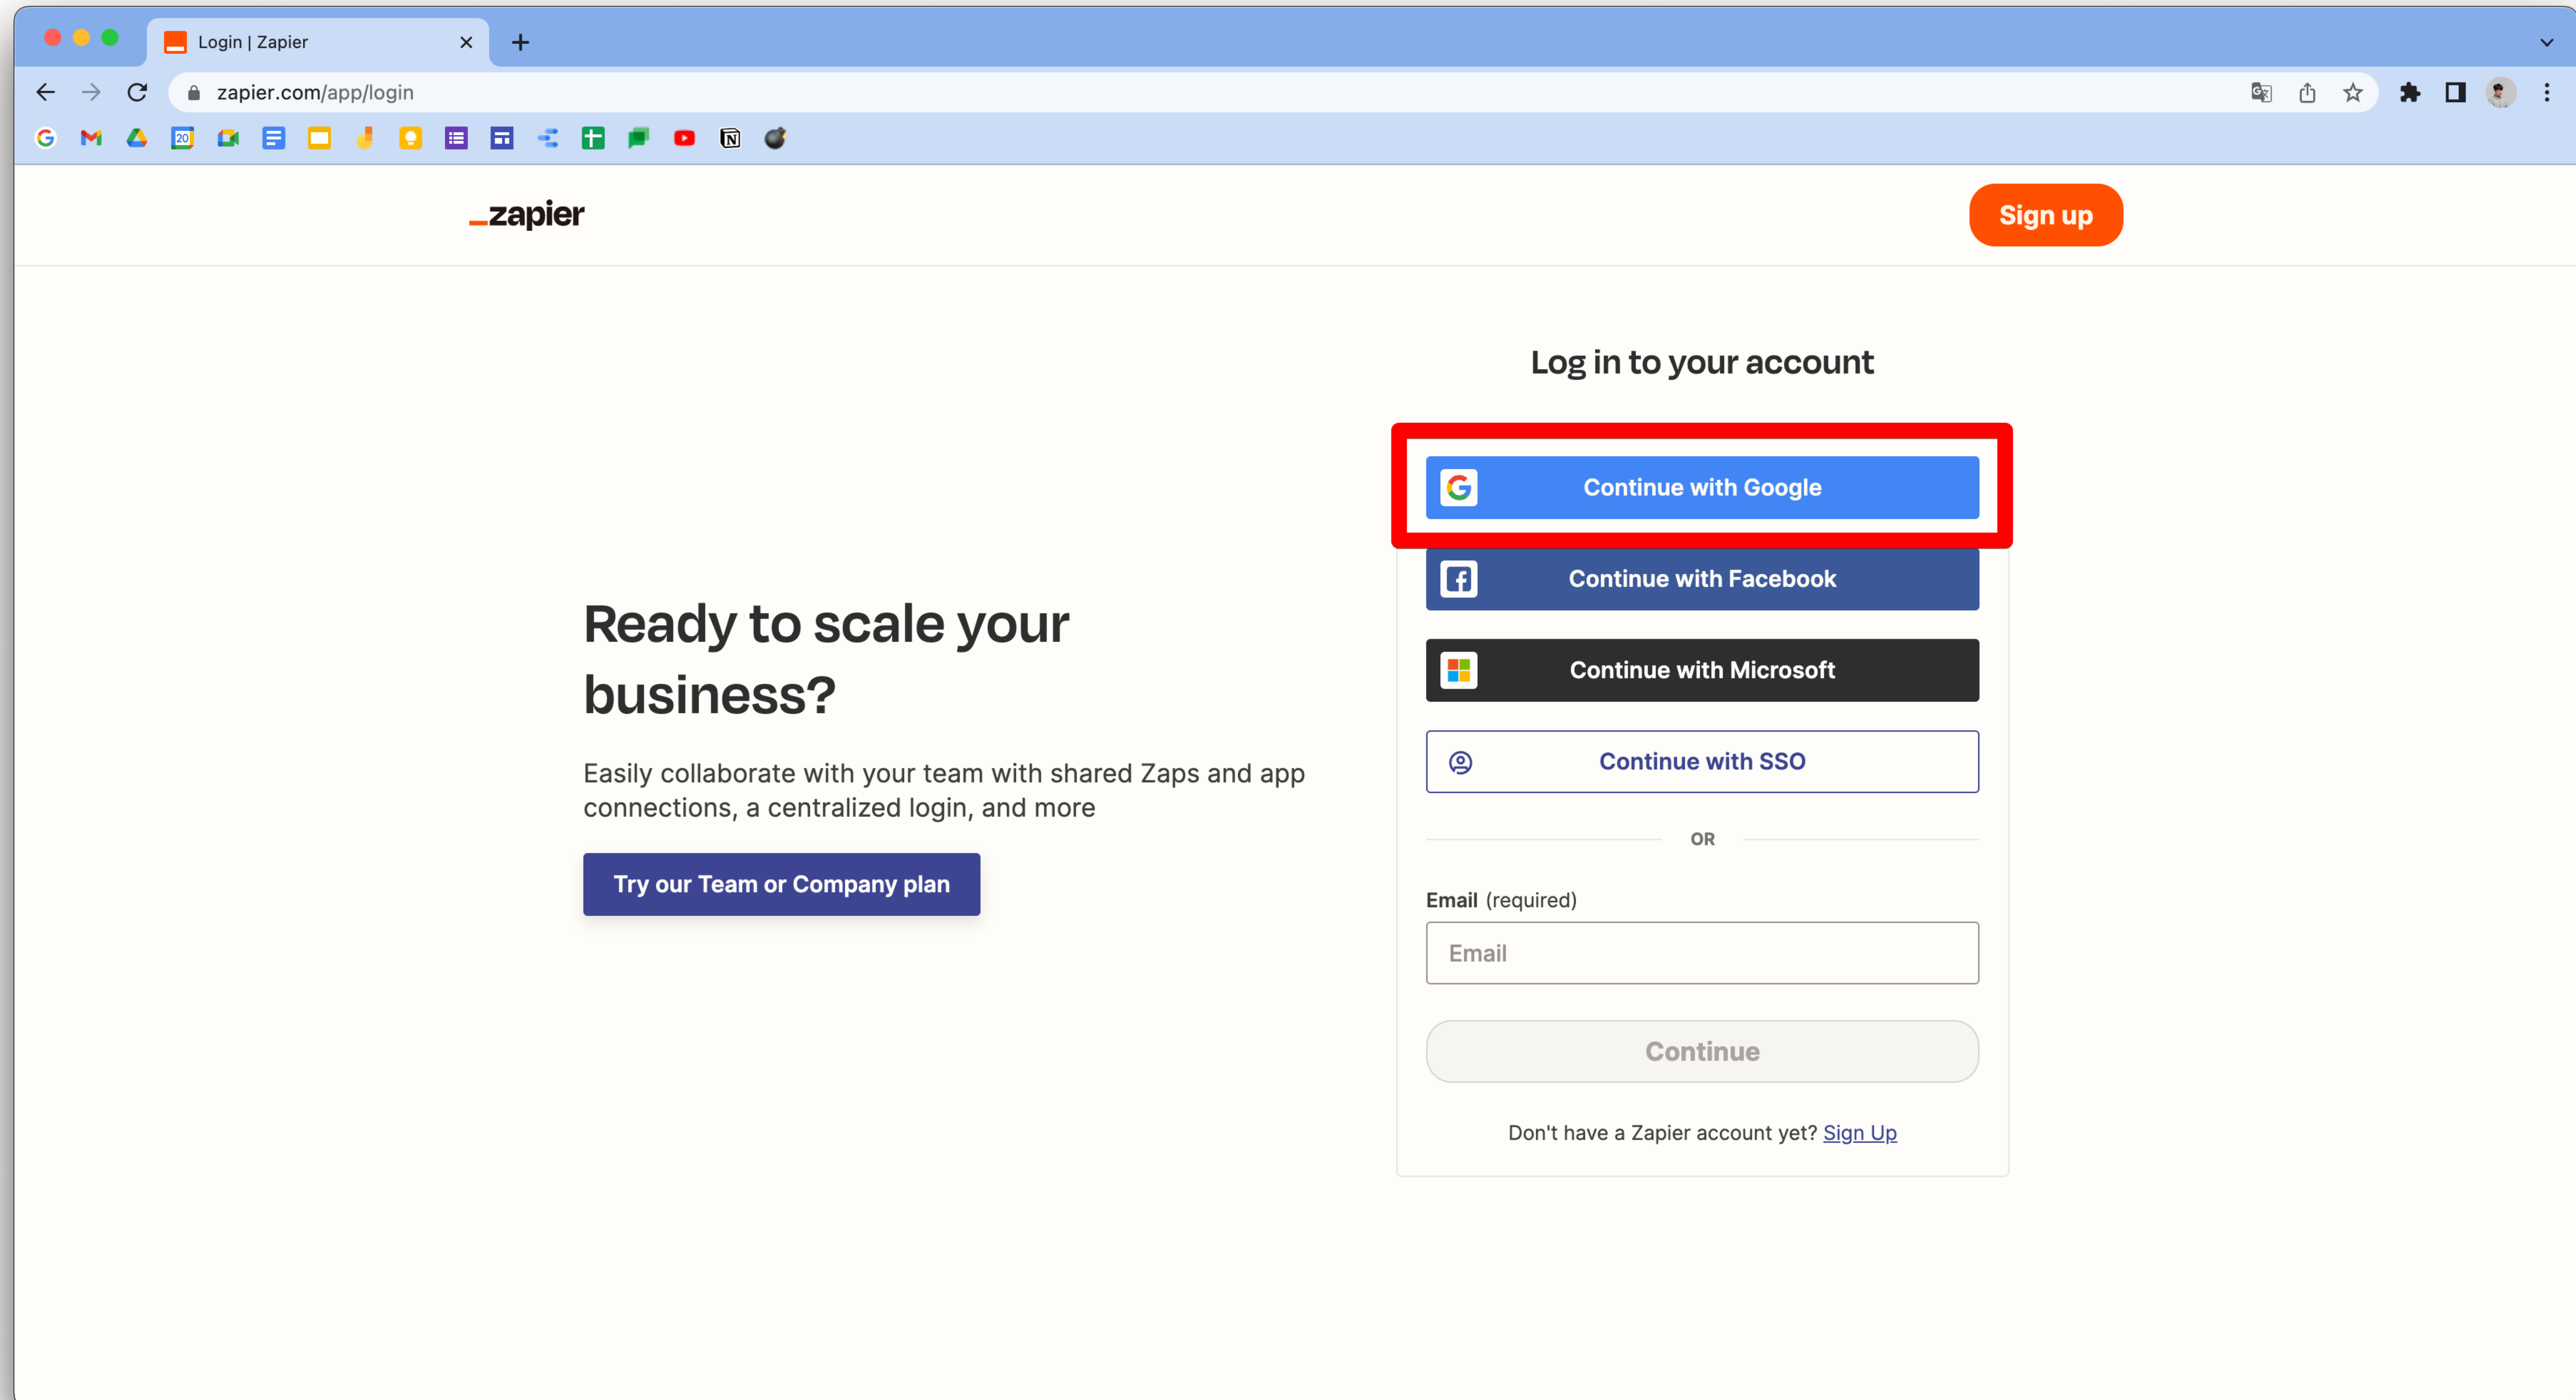 Login | Zapier
zapier.com/app/login
20
zapier
Sign up
Log in to your account
Continue with Google
Continue with Facebook
Continue with Microsoft
Continue with SSO
OR
Email (required)
Email
Continue
Don't have a Zapier account yet? Sign Up
Ready to scale your
business?
Easily collaborate with your team with shared Zaps and app
connections, a centralized login, and more
Try our Team or Company plan